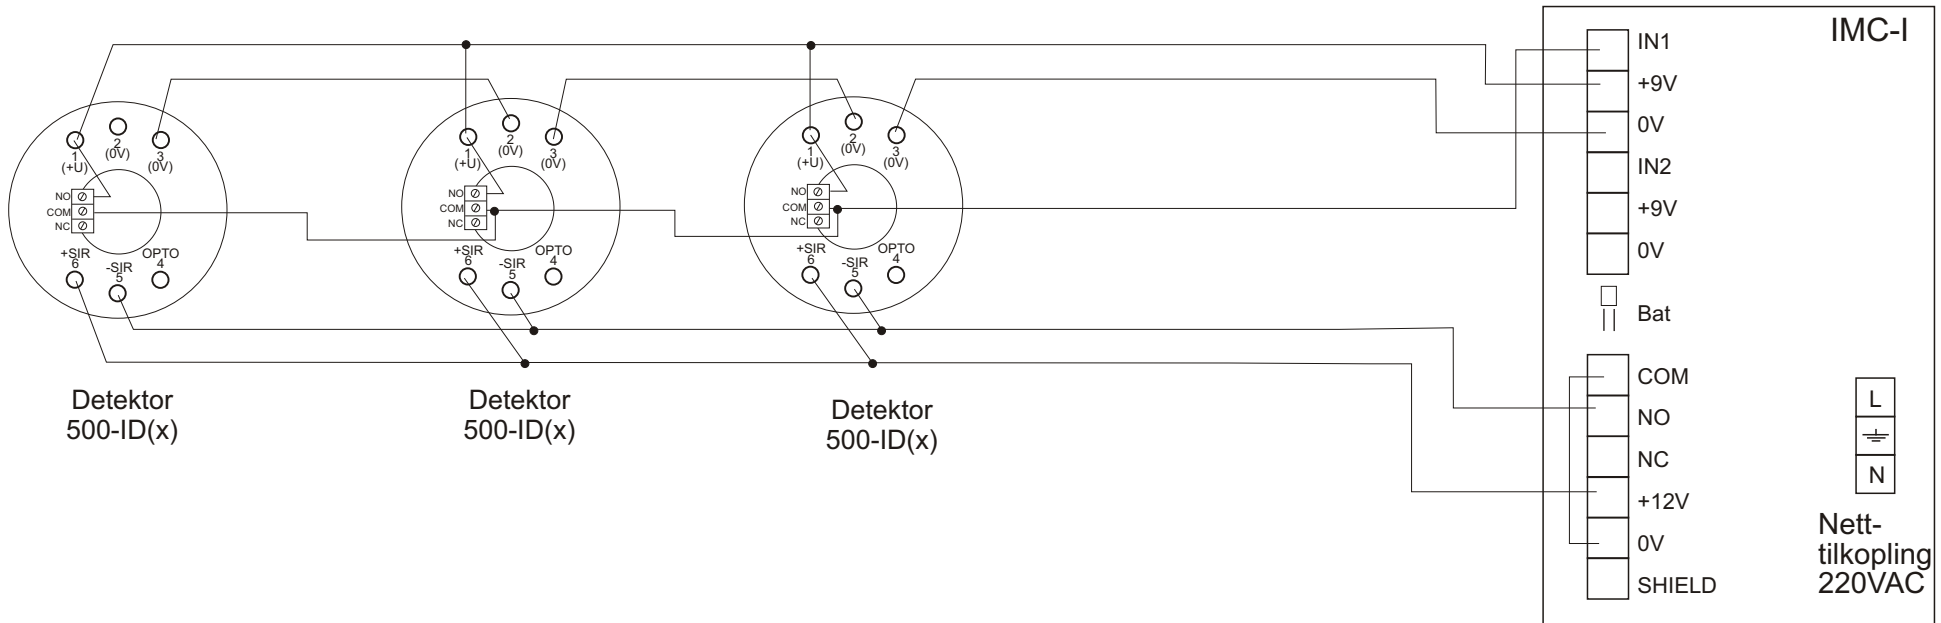 IMC-I
IN1
+9V
0V
IN2
+9V
0V
Bat
COM
NO
NC
+12V
0V
SHIELD
L
N
Nett-
tilkopling
220VAC
1
(+U)
2
(0V)
3
(0V)
NO
COM
NC
+SIR
6
-SIR
5
OPTO
4
Detektor
500-ID(x)
1
(+U)
2
(0V)
3
(0V)
NO
COM
NC
+SIR
6
-SIR
5
OPTO
4
Detektor
500-ID(x)
1
(+U)
2
(0V)
3
(0V)
NO
COM
NC
+SIR
6
-SIR
5
OPTO
4
Detektor
500-ID(x)